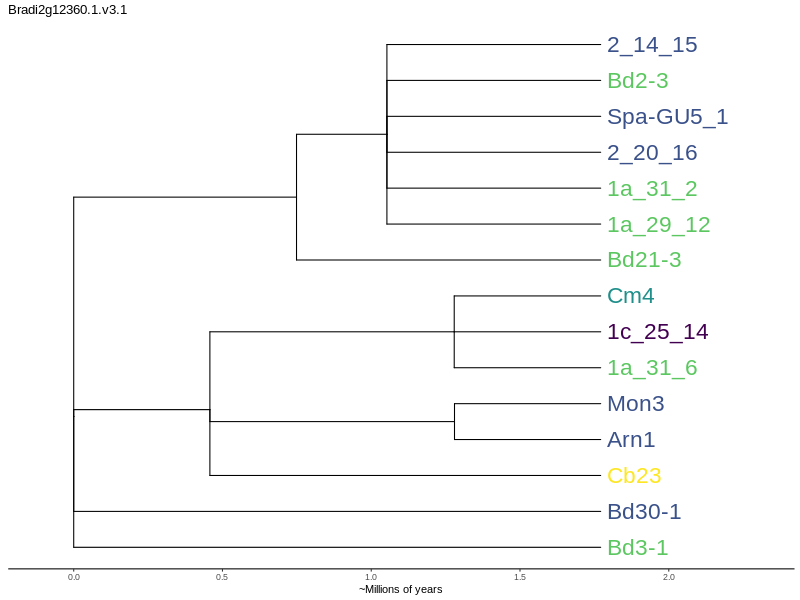 Bradi2g12360.1.v3.1
2_14_15
Bd2-3
Spa-GU5_1
2_20_16
1a_31_2
1a_29_12
Bd21-3
Cm4
1c_25_14
1a_31_6
Mon3
Arn1
Cb23
Bd30-1
Bd3-1
0.0 0.5 1.0 1.5 2.0
~Millions of years